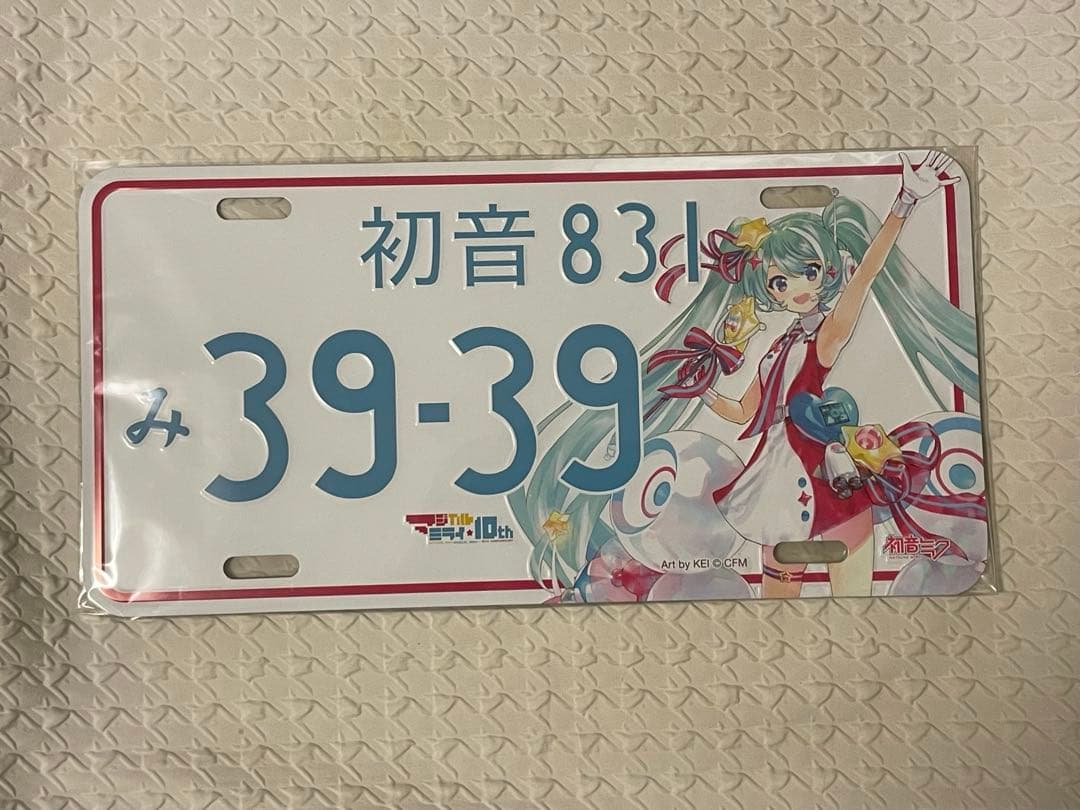 初音 831
み 39-39
マジカル
ミライ★10th
Art by KEI © CFM
初音ミク